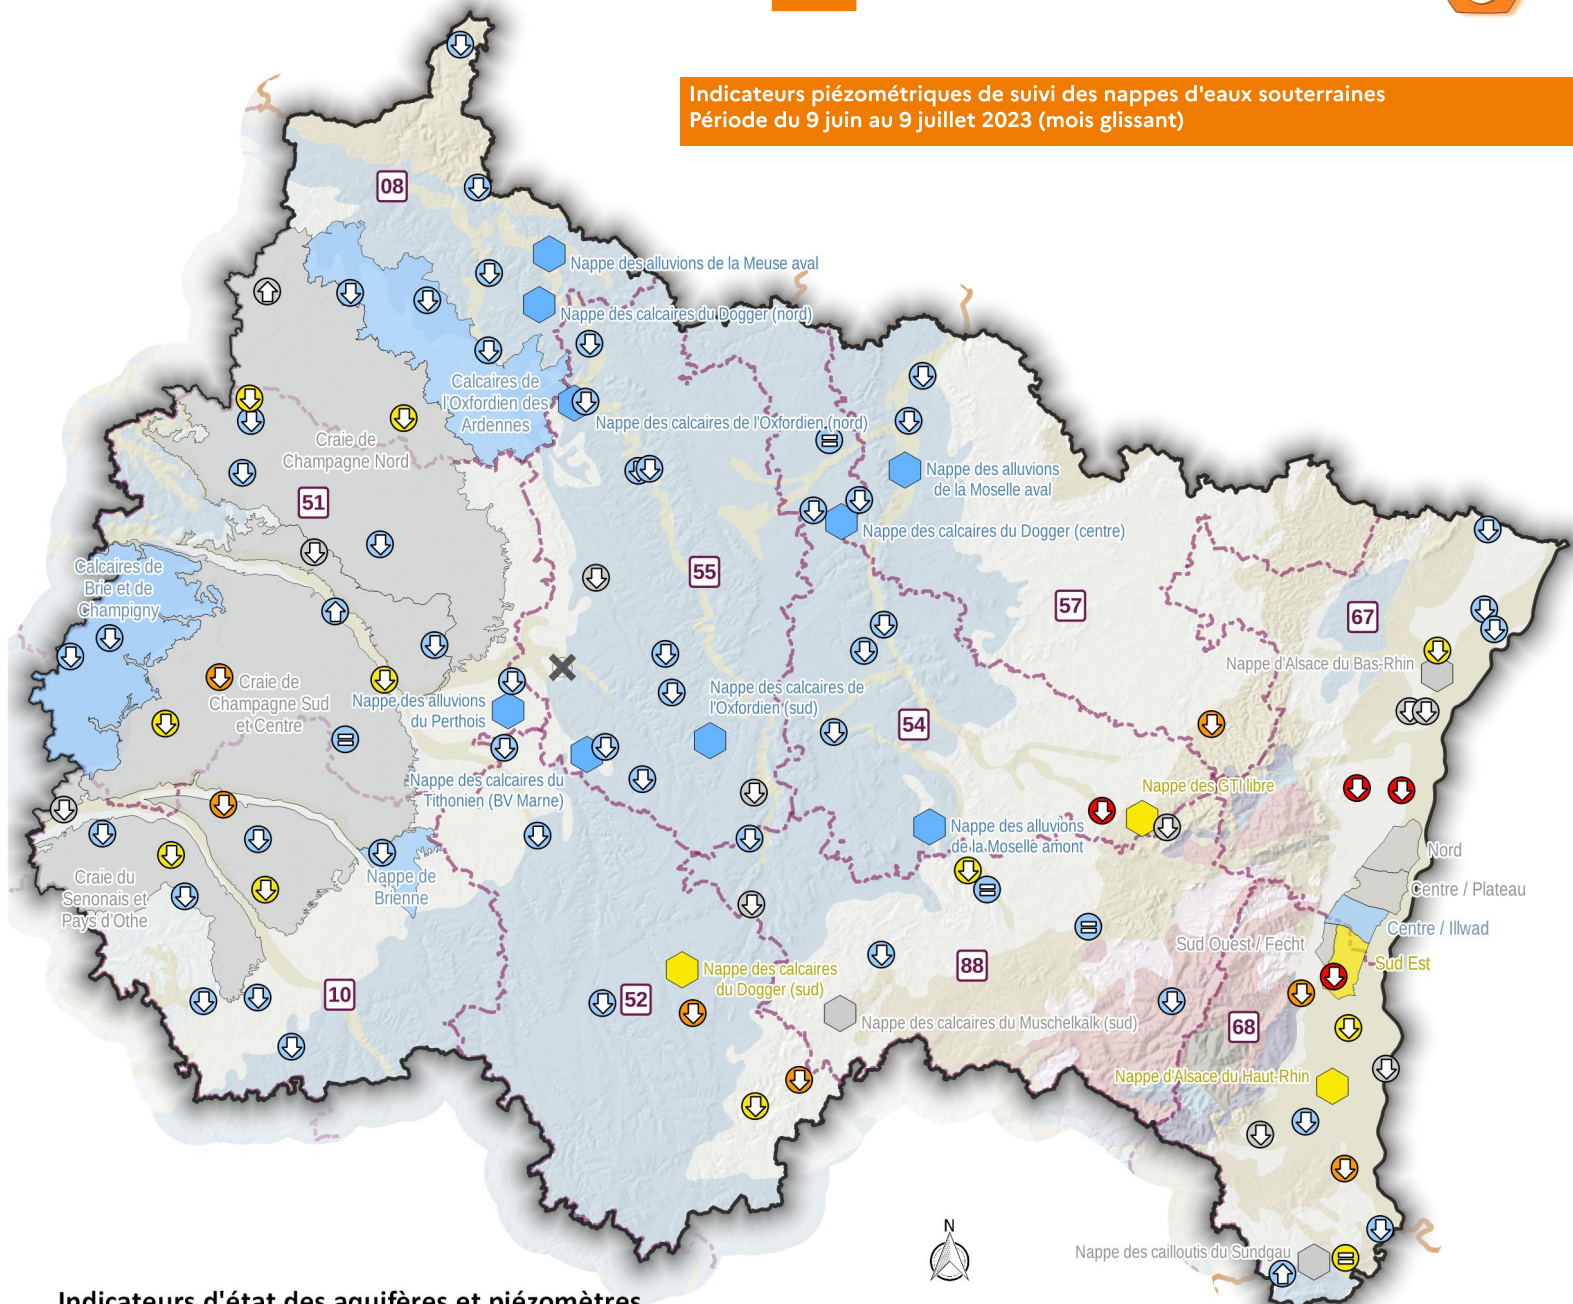 Indicateurs piézométriques de suivi des nappes d'eaux souterraines
Période du 9 juin au 9 juillet 2023 (mois glissant)
08
Nappe des alluvions de la Meuse aval
Nappe des calcaires du Dogger (nord)
Calcaires de
l'Oxfordien des
Ardennes
Nappe des calcaires de l'Oxfordien (nord)
Craie de
Champagne Nord
Nappe des alluvions
de la Moselle aval
51
Nappe des calcaires du Dogger (centre)
Calcaires de
Brie et de
Champigny
55
57
67
Nappe d'Alsace du Bas-Rhin
Craie de
Champagne Sud
et Centre
Nappe des alluvions
du Perthois
Nappe des calcaires de
l'Oxfordien (sud)
54
Nappe des calcaires du
Tithonien (BV Marne)
Nappe des GTI libre
Nappe des alluvions
de la Moselle amont
Nord
Craie du
Senonais et
Pays d'Othe
Nappe de
Brienne
Centre / Plateau
Centre / Illwad
Sud Ouest / Fecht
Sud Est
88
Nappe des calcaires
du Dogger (sud)
10
52
Nappe des calcaires du Muschelkalk (sud)
68
Nappe d'Alsace du Haut-Rhin
N
Nappe des cailloutis du Sundgau
Indicateurs d'état des aquifères et piézomètres